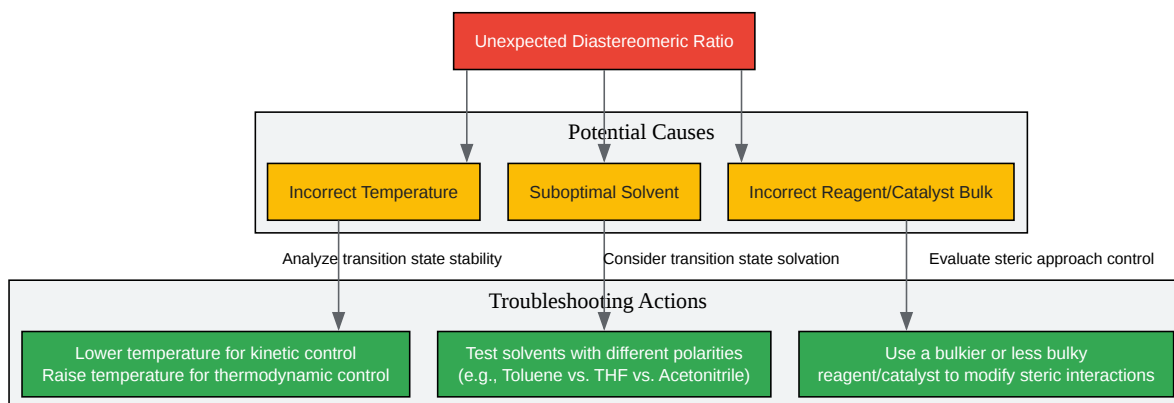 Unexpected Diastereomeric Ratio
Potential Causes
Incorrect Temperature
Suboptimal Solvent
Incorrect Reagent/Catalyst Bulk
Analyze transition state stability
Consider transition state solvation
Evaluate steric approach control
Troubleshooting Actions
Lower temperature for kinetic control
Raise temperature for thermodynamic control
Test solvents with different polarities
(e.g., Toluene vs. THF vs. Acetonitrile)
Use a bulkier or less bulky
reagent/catalyst to modify steric interactions